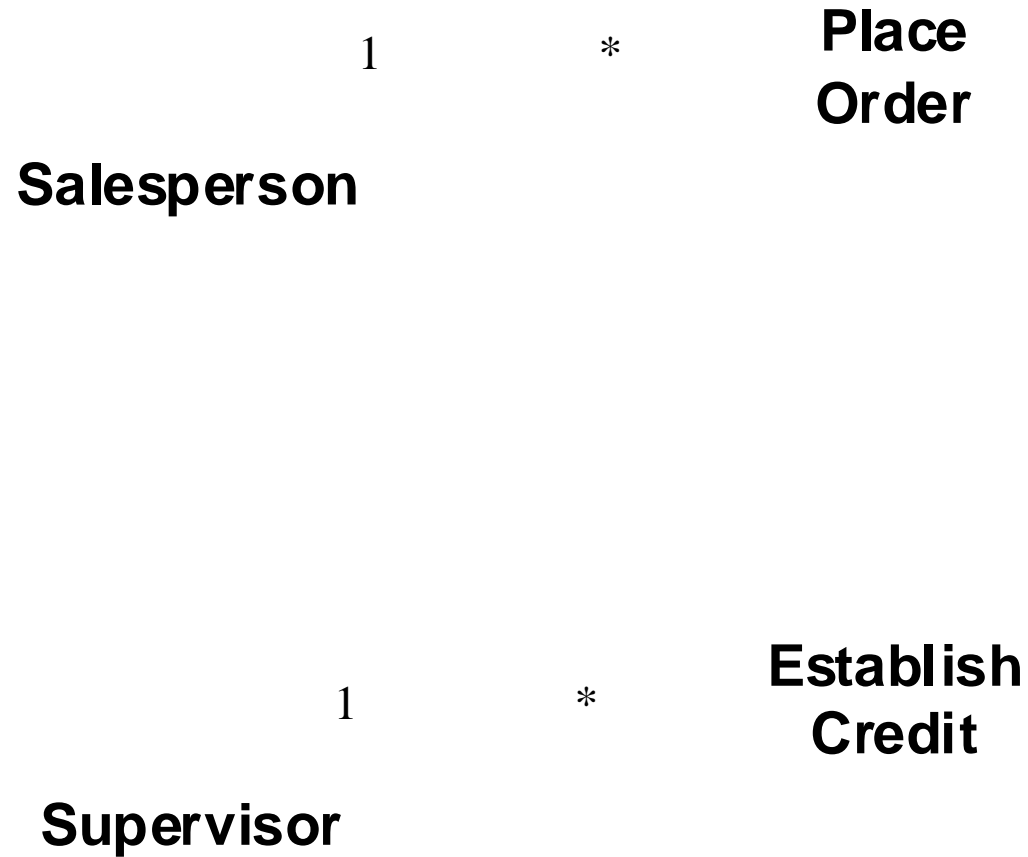 1 * Place
Order
Salesperson
1 * Establish
Credit
Supervisor